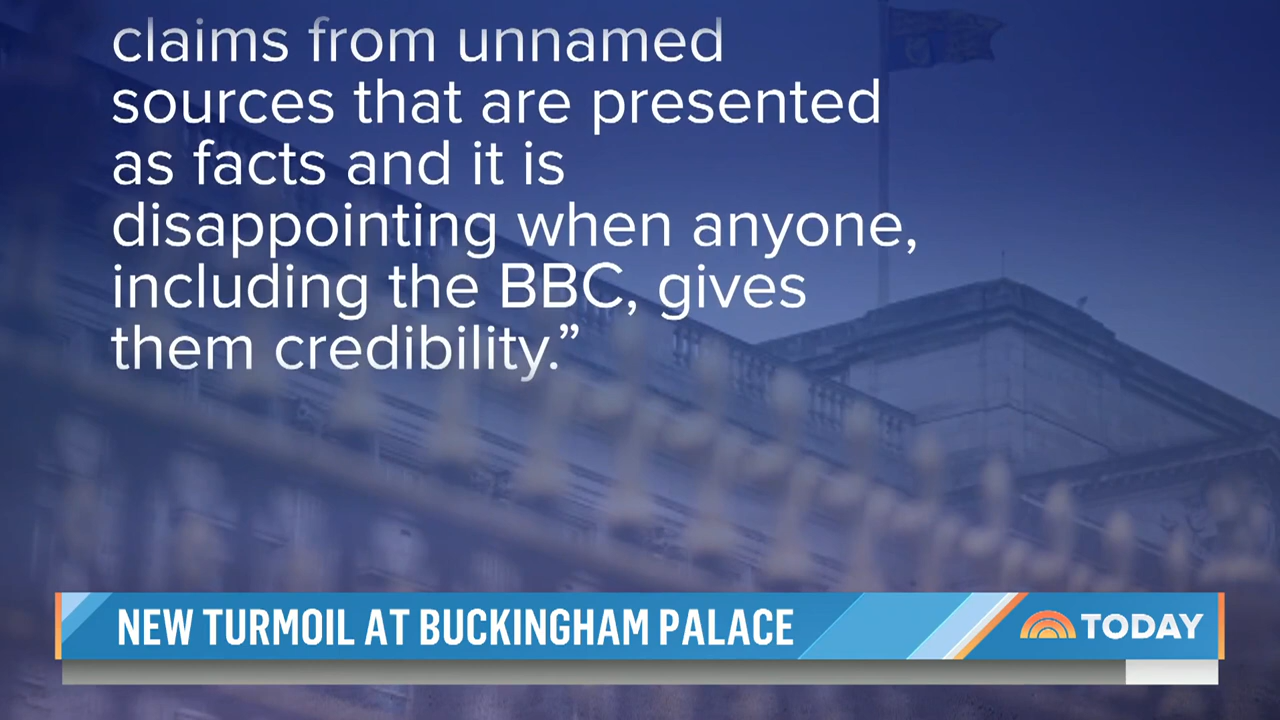 claims from unnamed
sources that are presented
as facts and it is
disappointing when anyone,
including the BBC, gives
them credibility.”
NEW TURMOIL AT BUCKINGHAM PALACE
TODAY